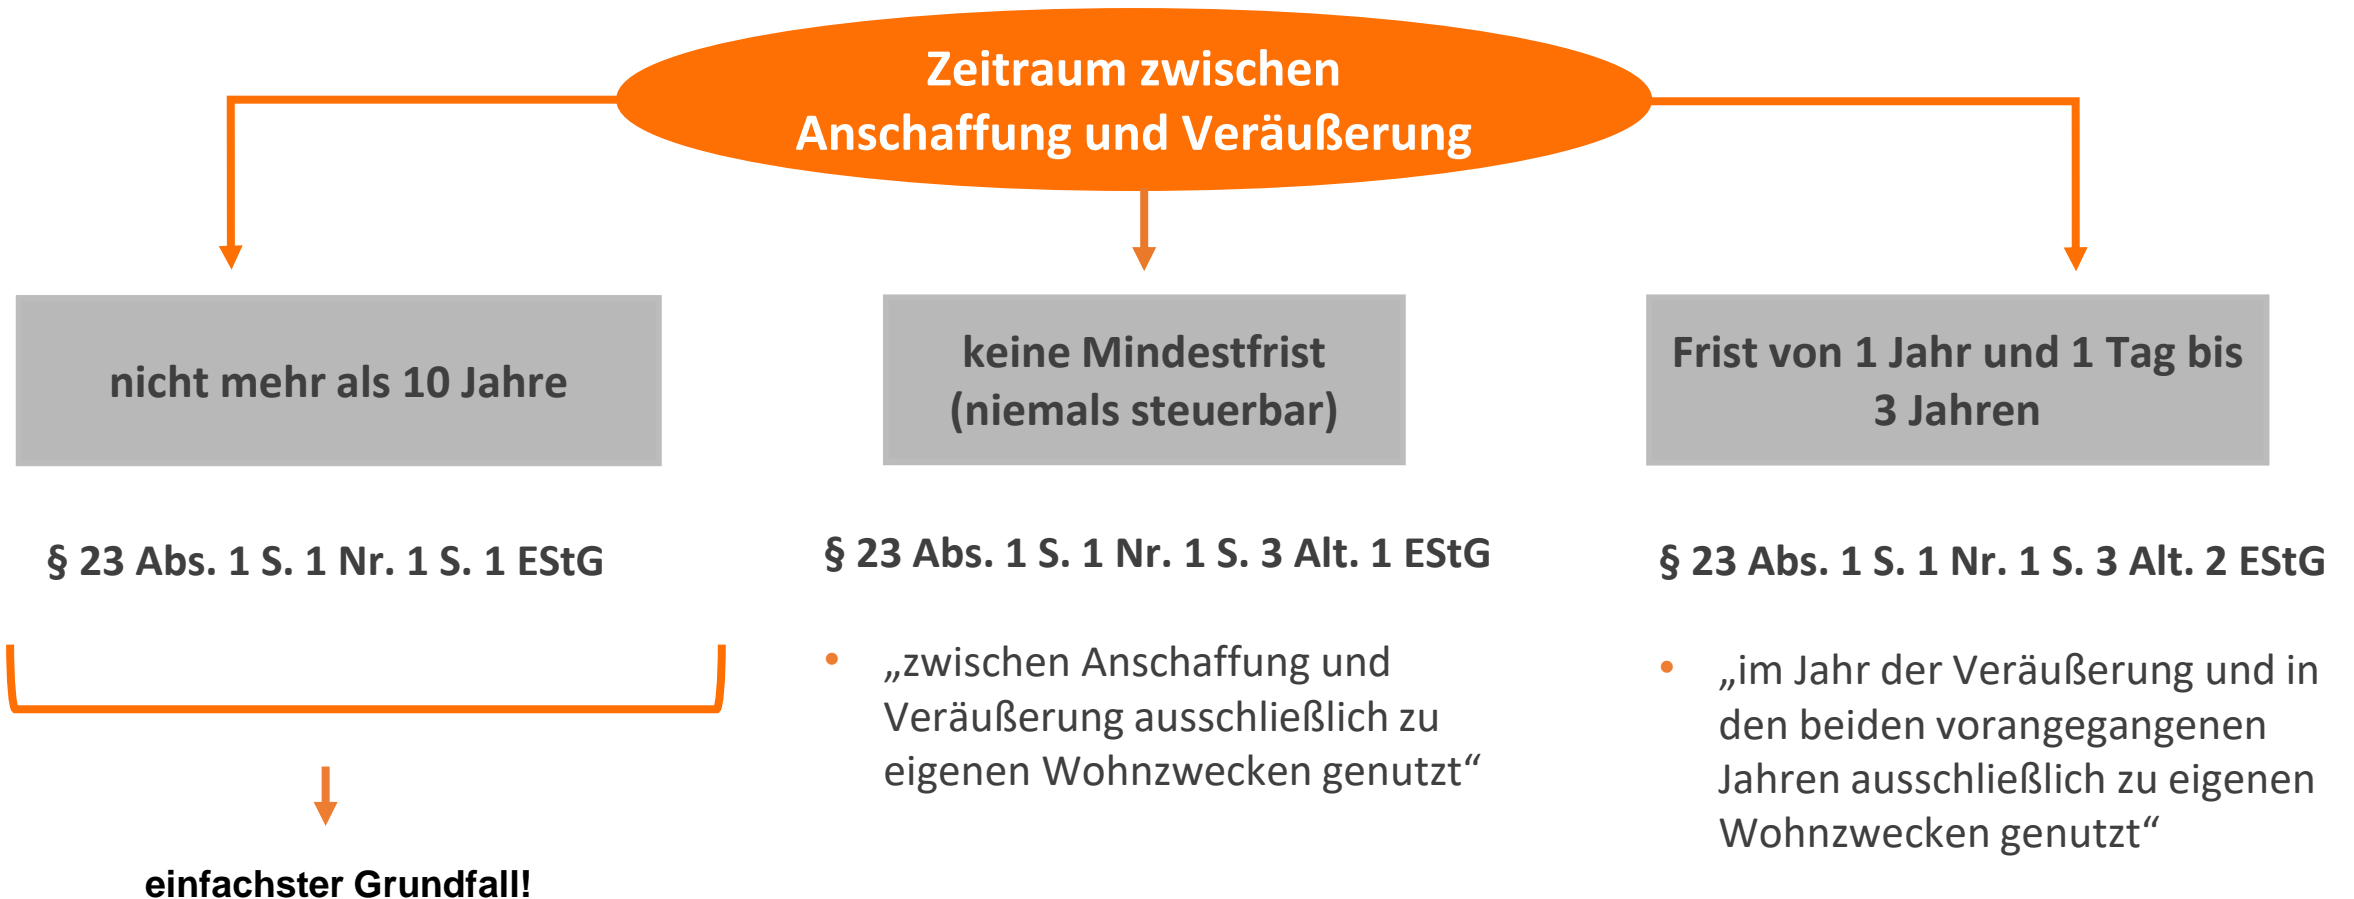 Zeitraum zwischen
Anschaffung und Veräußerung
nicht mehr als 10 Jahre
§ 23 Abs. 1 S. 1 Nr. 1 S. 1 EStG
einfachster Grundfall!
keine Mindestfrist
(niemals steuerbar)
§ 23 Abs. 1 S. 1 Nr. 1 S. 3 Alt. 1 EStG
• „zwischen Anschaffung und
Veräußerung ausschließlich zu
eigenen Wohnzwecken genutzt“
Frist von 1 Jahr und 1 Tag bis
3 Jahren
§ 23 Abs. 1 S. 1 Nr. 1 S. 3 Alt. 2 EStG
• „im Jahr der Veräußerung und in
den beiden vorangegangenen
Jahren ausschließlich zu eigenen
Wohnzwecken genutzt“